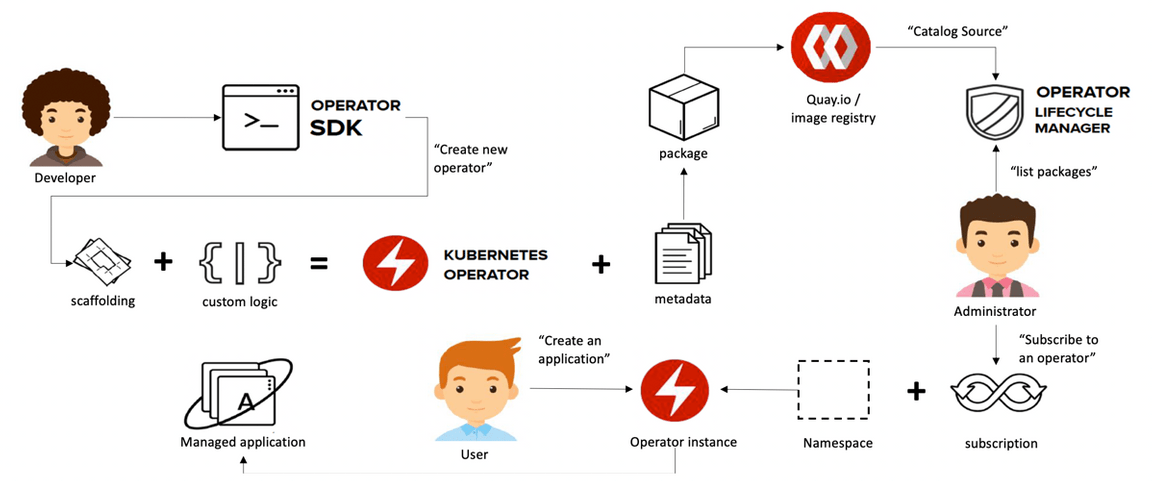 “Catalog Source”
OPERATOR
LIFECYCLE
MANAGER
Quay.io /
image registry
OPERATOR
SDK
>_
“Create new
operator”
Developer
package
“list packages”
scaffolding
+
{|}
custom logic
=
KUBERNETES
OPERATOR
+
metadata
Administrator
“Subscribe to
an operator”
“Create an
application”
A
Managed application
User
Operator instance
Namespace
+
subscription